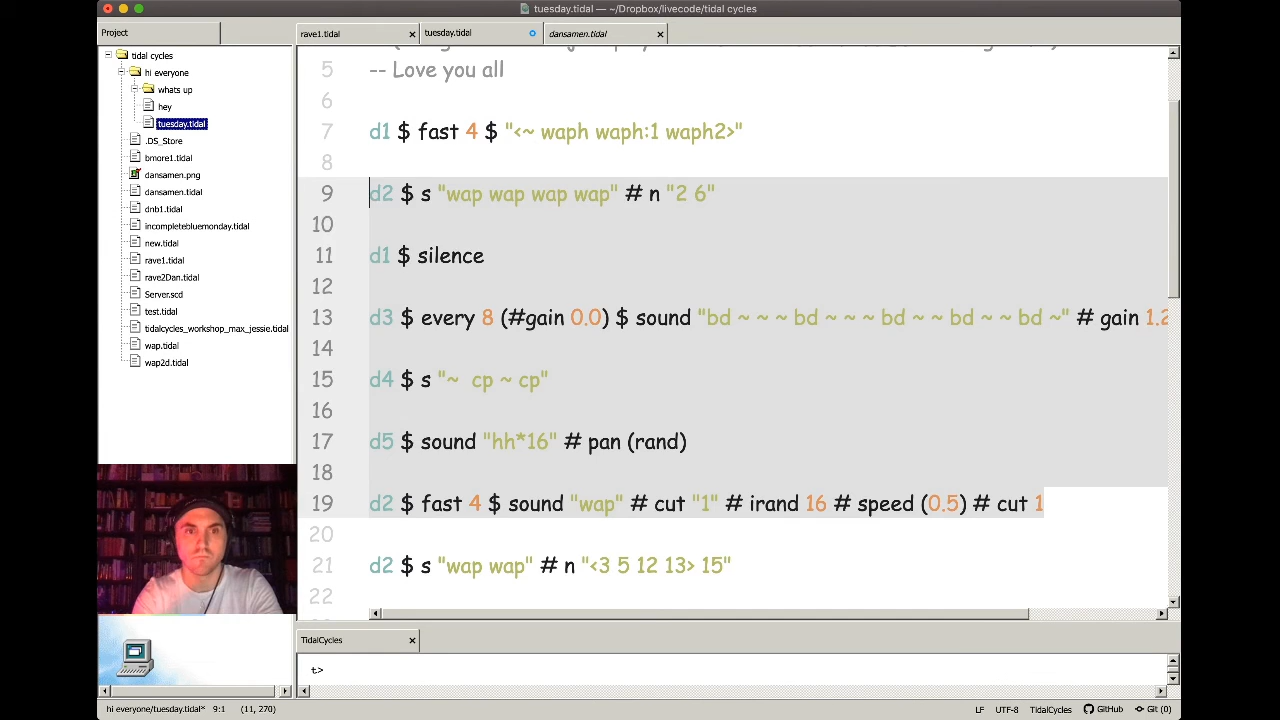 tuesday.tidal — ~/Dropbox/livecode/tidal cycles
Project
rave1.tidal
tuesday.tidal
dansamen.tidal
tidal cycles
hi everyone
whats up
hey
tuesday.tidal
.DS_Store
bmore1.tidal
dansamen.png
dansamen.tidal
dnb1.tidal
incompletebluemonday.tidal
new.tidal
rave1.tidal
rave2Dan.tidal
Server.scd
test.tidal
tidalcycles_workshop_max_jessie.tidal
wap.tidal
wap2d.tidal
5 -- Love you all
6
7 d1 $ fast 4 $ "<~ waph waph:1 waph2>"
8
9 d2 $ s "wap wap wap wap" # n "2 6"
10
11 d1 $ silence
12
13 d3 $ every 8 (#gain 0.0) $ sound "bd ~ ~ ~ bd ~ ~ ~ bd ~ ~ bd ~ ~ bd ~" # gain 1.2
14
15 d4 $ s "~  cp ~ cp"
16
17 d5 $ sound "hh*16" # pan (rand)
18
19 d2 $ fast 4 $ sound "wap" # cut "1" # irand 16 # speed (0.5) # cut 1
20
21 d2 $ s "wap wap" # n "<3 5 12 13> 15"
22
TidalCycles
t>
hi everyone/tuesday.tidal* 9:1 (11, 270)
LF UTF-8 TidalCycles GitHub Git (0)